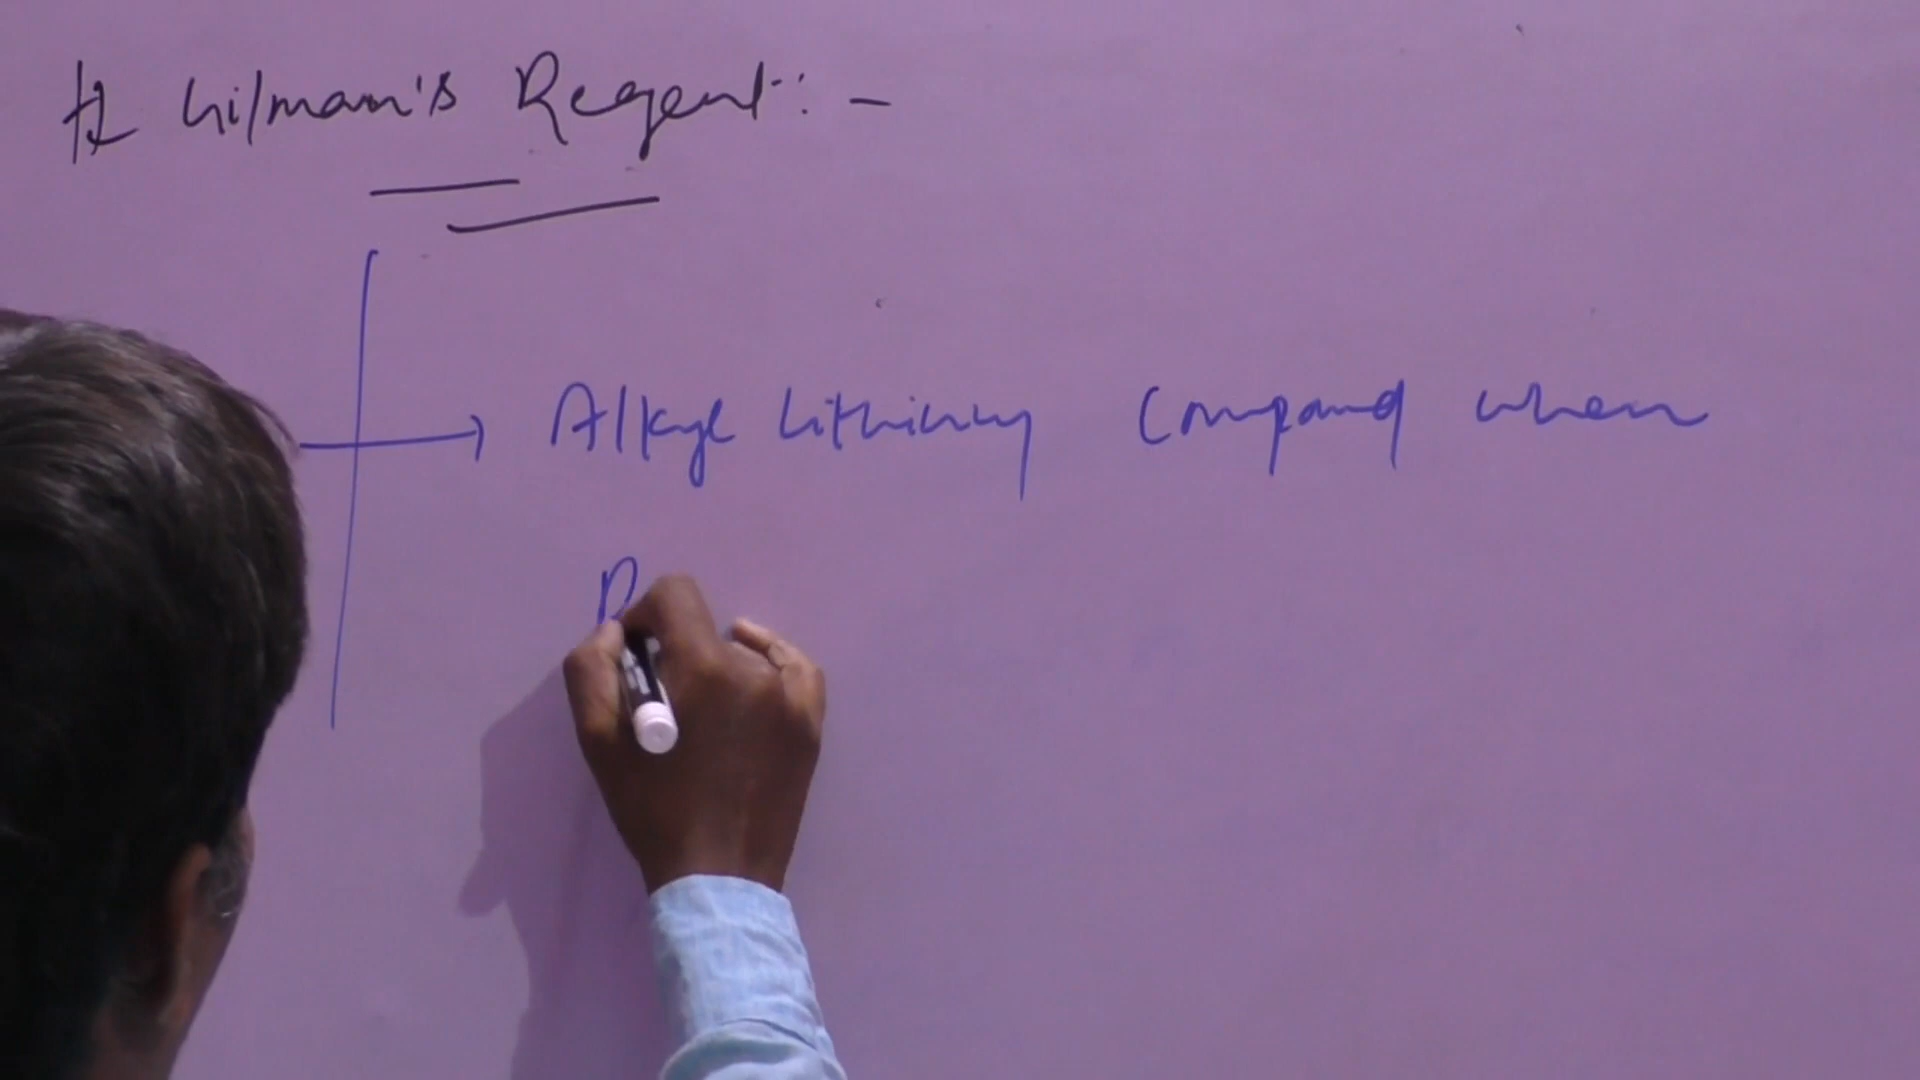 # Gilman's Regent : -
→ Alkyl Lithium Compound when
R